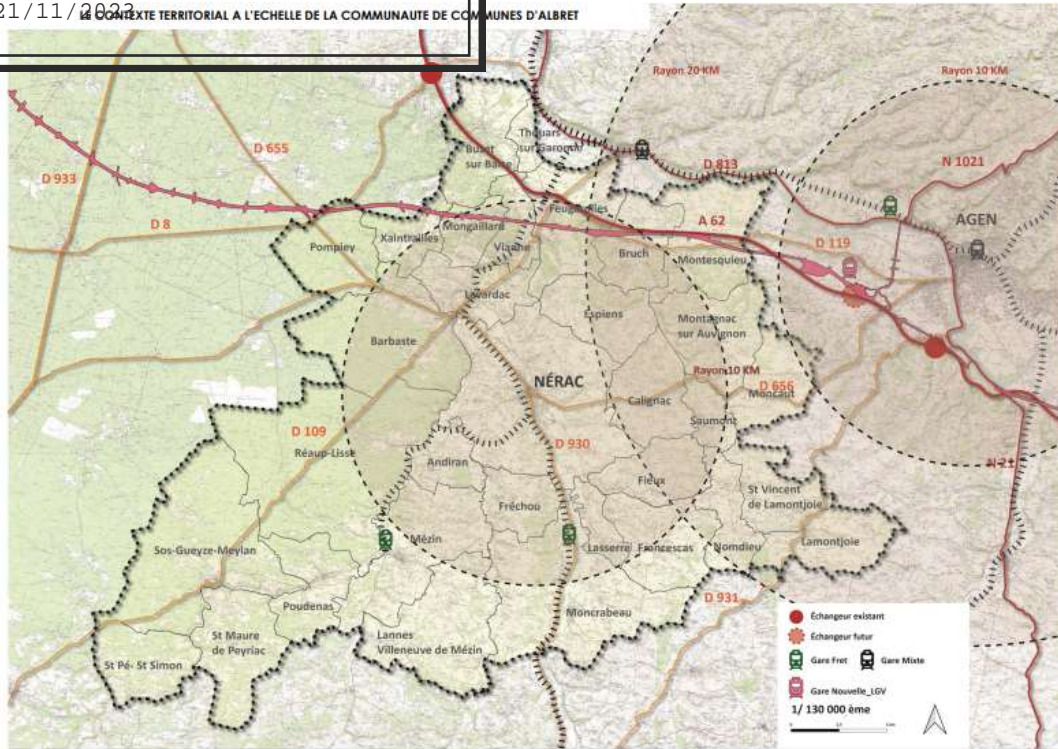 21/11/2023
LE CONTEXTE TERRITORIAL A L'ECHELLE DE LA COMMUNAUTE DE COMMUNES D'ALBRET
Rayon 20 KM
Rayon 10 KM
Thouars
sur Garonne
D 655
Buzet
sur Baïse
D 813
N 1021
D 933
Feugarolles
A 62
AGEN
D 8
Mongaillard
Xaintrailles
Pompiey
Vianne
Bruch
D 119
Montesquieu
Lavardac
Espiens
Montagnac
sur Auvignon
Barbaste
Rayon 10 KM
NÉRAC
D 656
Moncaut
Calignac
Saumont
D 109
D 930
Réaup-Lisse
Andiran
N 21
Fieux
St Vincent
de Lamontjoie
Fréchou
Mézin
Lamontjoie
Sos-Gueyze-Meylan
Lasserre
Francescas
Nomdieu
D 931
Poudenas
Moncrabeau
St Maure
de Peyriac
Lannes
Villeneuve de Mézin
St Pé- St Simon
Échangeur existant
Échangeur futur
Gare Fret
Gare Mixte
Gare Nouvelle_LGV
1/ 130 000 ème